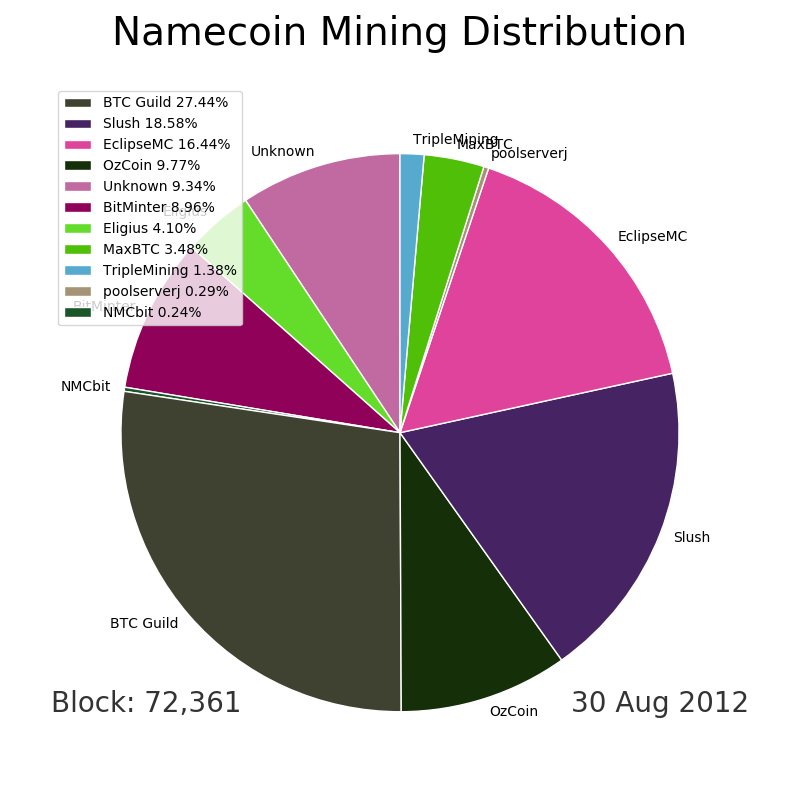 Namecoin Mining Distribution
BTC Guild 27.44%
Slush 18.58%
EclipseMC 16.44%
OzCoin 9.77%
Unknown 9.34%
BitMinter 8.96%
Eligius 4.10%
MaxBTC 3.48%
TripleMining 1.38%
poolserverj 0.29%
NMCbit 0.24%
TripleMining
MaxBTC
poolserverj
Unknown
Eligius
EclipseMC
BitMinter
NMCbit
Slush
BTC Guild
OzCoin
Block: 72,361
30 Aug 2012